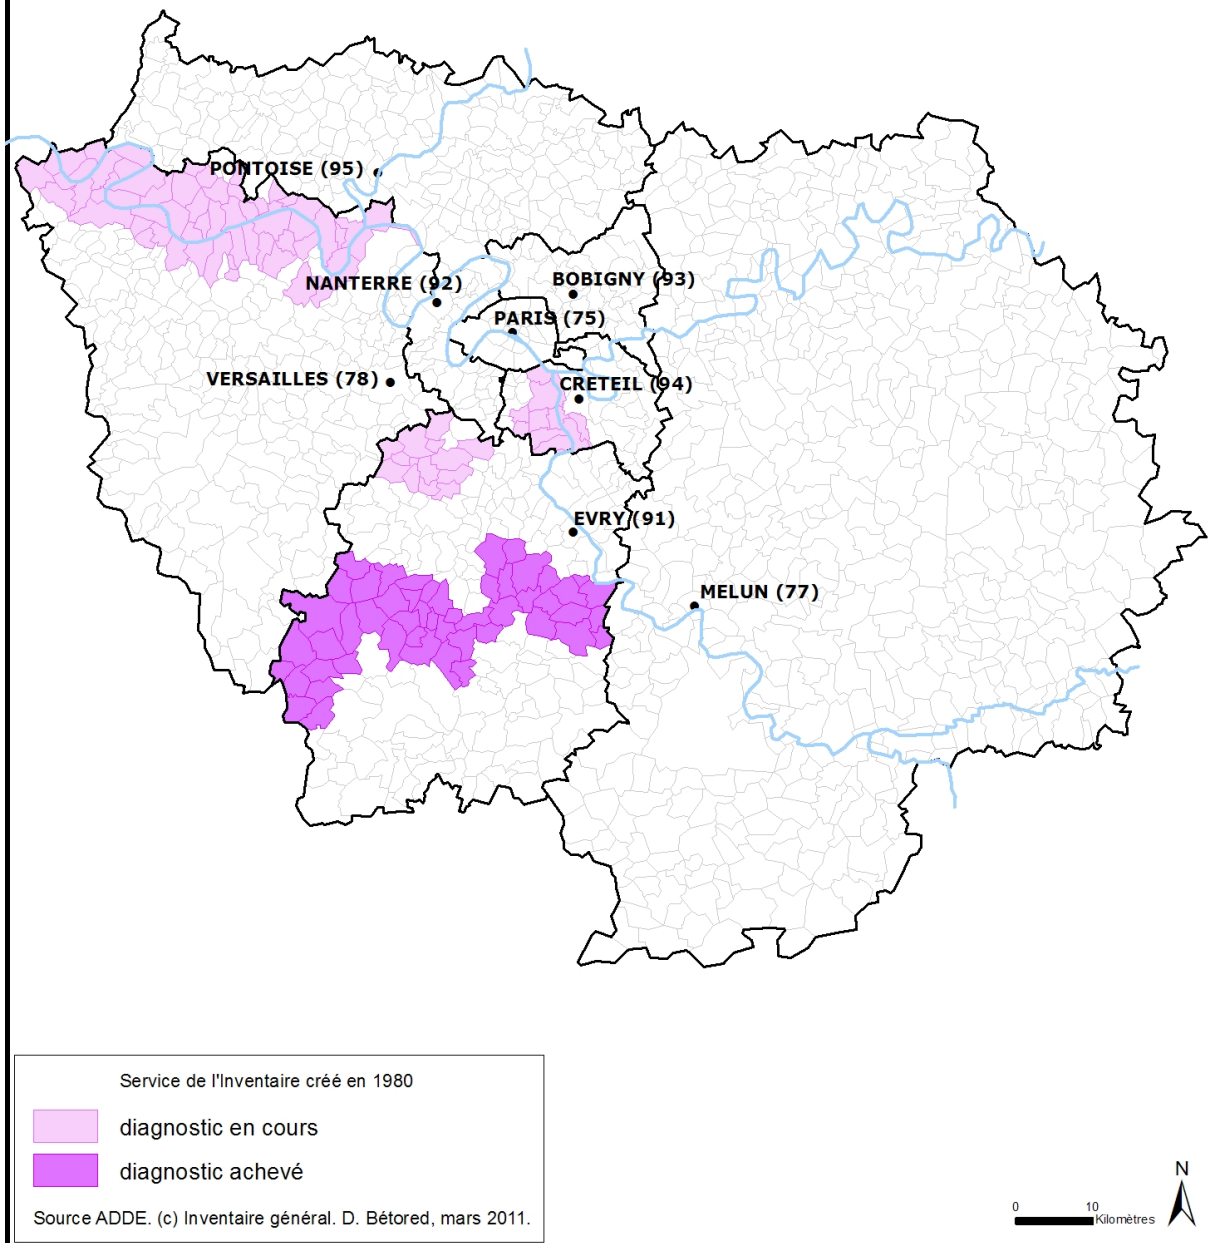 PONTOISE (95)
NANTERRE (92)
BOBIGNY (93)
PARIS (75)
VERSAILLES (78)
CRETEIL (94)
EVRY (91)
MELUN (77)
Service de l'Inventaire créé en 1980
diagnostic en cours
diagnostic achevé
Source ADDE. (c) Inventaire général. D. Bétored, mars 2011.
N
0 10
Kilomètres